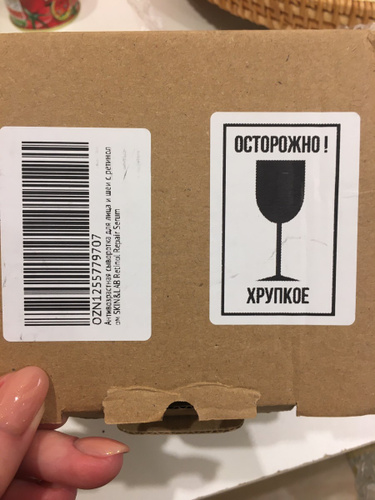 OZN1255779707
Антивозрастная сыворотка для лица и шеи с ретинол
ом SKIN&LAB Retinol Repair Serum
ОСТОРОЖНО !
ХРУПКОЕ